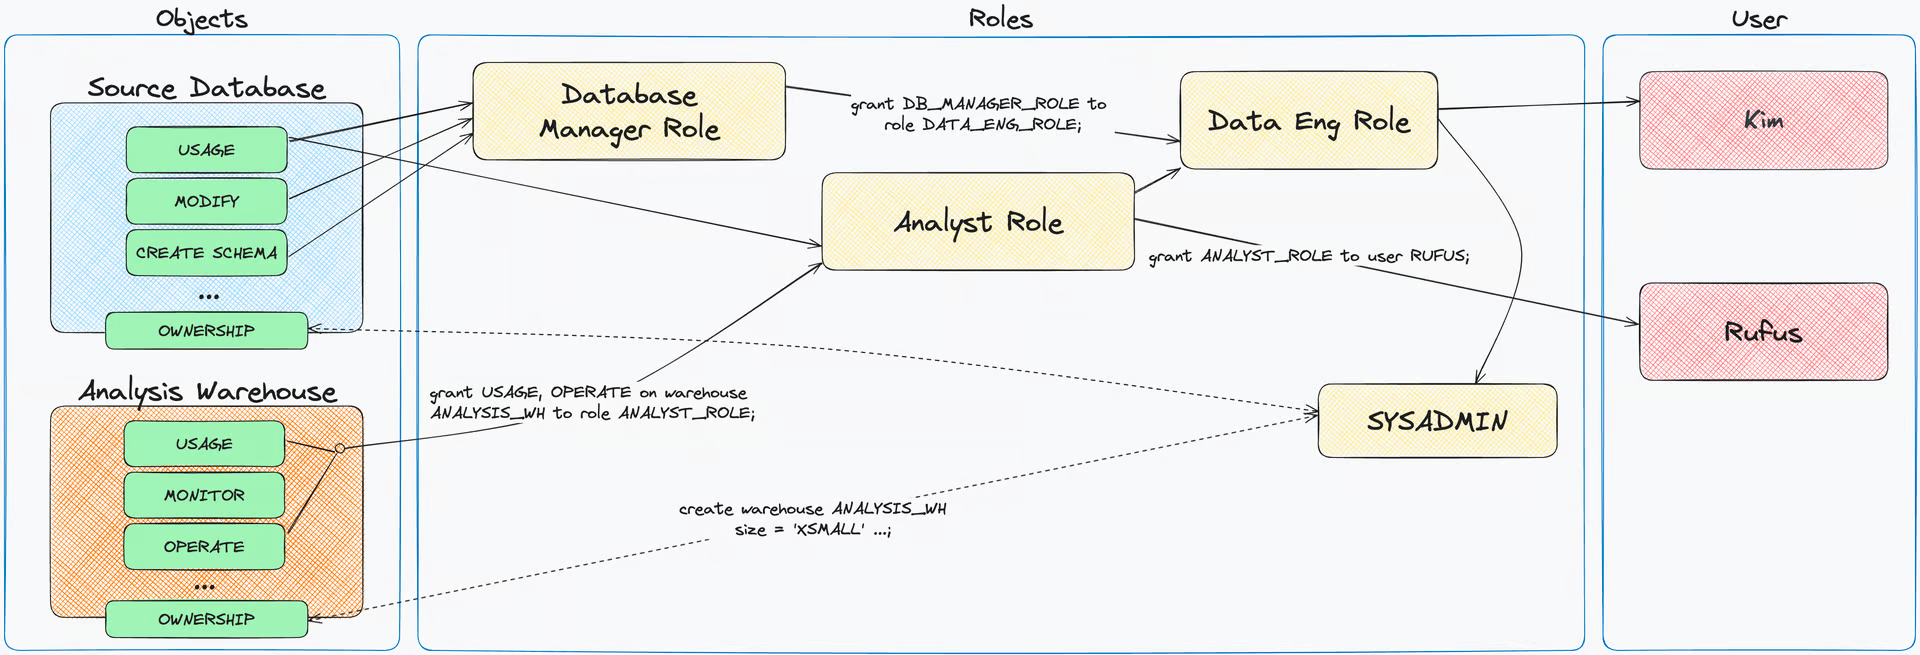 Objects
Roles
User
Source Database
USAGE
MODIFY
CREATE SCHEMA
...
OWNERSHIP
Analysis Warehouse
USAGE
MONITOR
OPERATE
...
OWNERSHIP
Database
Manager Role
grant DB_MANAGER_ROLE to
role DATA_ENG_ROLE;
Data Eng Role
Analyst Role
grant ANALYST_ROLE to user RUFUS;
grant USAGE, OPERATE on warehouse
ANALYSIS_WH to role ANALYST_ROLE;
SYSADMIN
create warehouse ANALYSIS_WH
size = 'XSMALL' ...;
Kim
Rufus